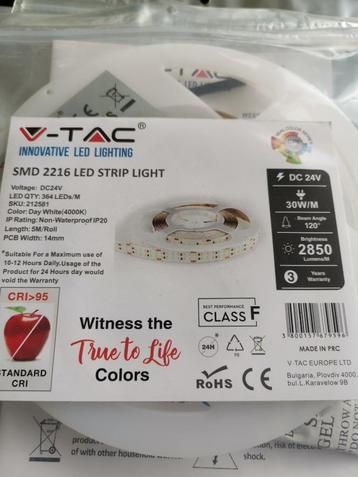 V-TAC®
INNOVATIVE LED LIGHTING
SMD 2216 LED STRIP LIGHT
Voltage: DC24V
LED QTY: 364 LEDs/M
SKU: 212581
Color: Day White(4000K)
IP Rating: Non-Waterproof IP20
Length: 5M/Roll
PCB Width: 14mm
*Suitable For a Maximum use of
10-12 Hours Daily.Usage of the
Product for 24 Hours day would
void the Warranty
CRI>95
STANDARD
CRI
Witness the
True to Life
Colors
DC 24V
30W/M
Beam Angle
120°
Brightness
2850
Lumens/M
3
Years
Warranty
BEST PERFORMANCE
CLASS F
24H
RoHS CE
3800157679596
MADE IN PRC
V-TAC EUROPE LTD
Bulgaria, Plovdiv 4000,
bul.L.Karavelow 9B
of with other household
shock.